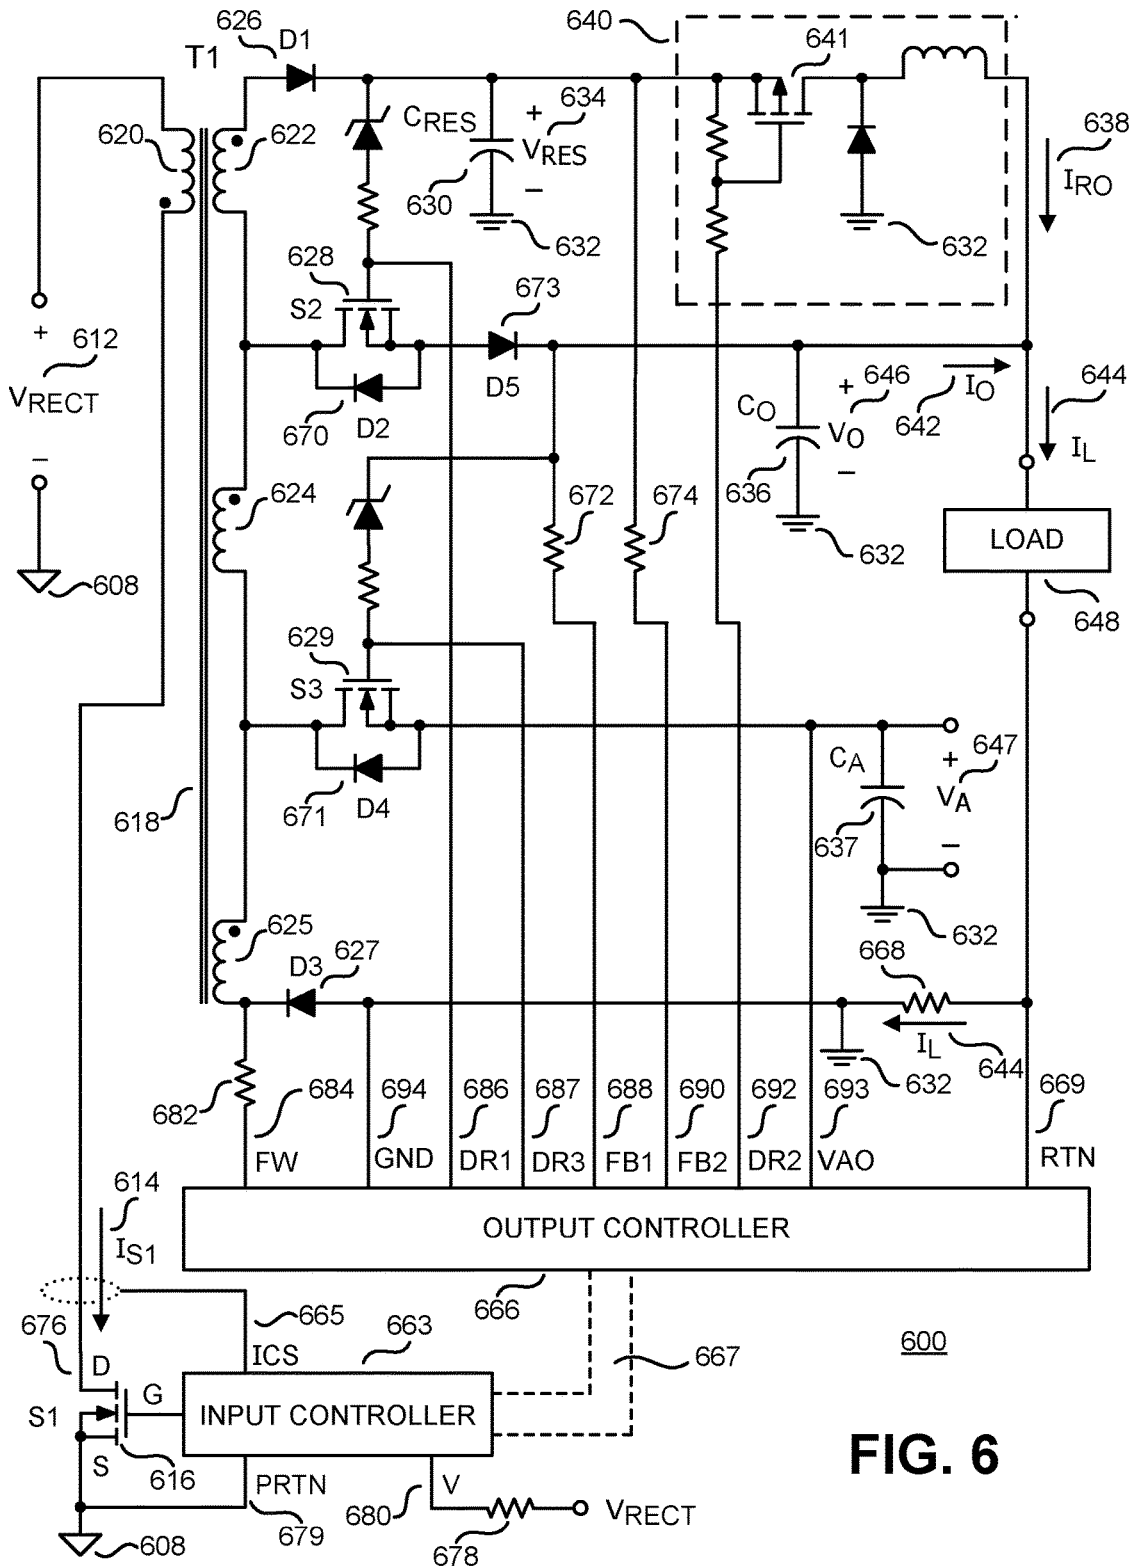 626
D1
T1
640
641
620
622
CRES
630
+
634
VRES
–
632
632
638
IRO
628
S2
673
D5
670
D2
+
612
VRECT
–
608
IO
642
644
IL
CO
636
+
646
VO
–
632
LOAD
648
624
672
674
629
S3
671
D4
618
CA
637
+
647
VA
–
632
625
D3
627
668
IL
644
632
682
684
694
686
687
688
690
692
693
669
FW
GND
DR1
DR3
FB1
FB2
DR2
VAO
RTN
614
IS1
OUTPUT CONTROLLER
666
665
676
D
ICS
663
667
600
G
S1
INPUT CONTROLLER
S
616
PRTN
679
680
V
678
VRECT
608
FIG. 6